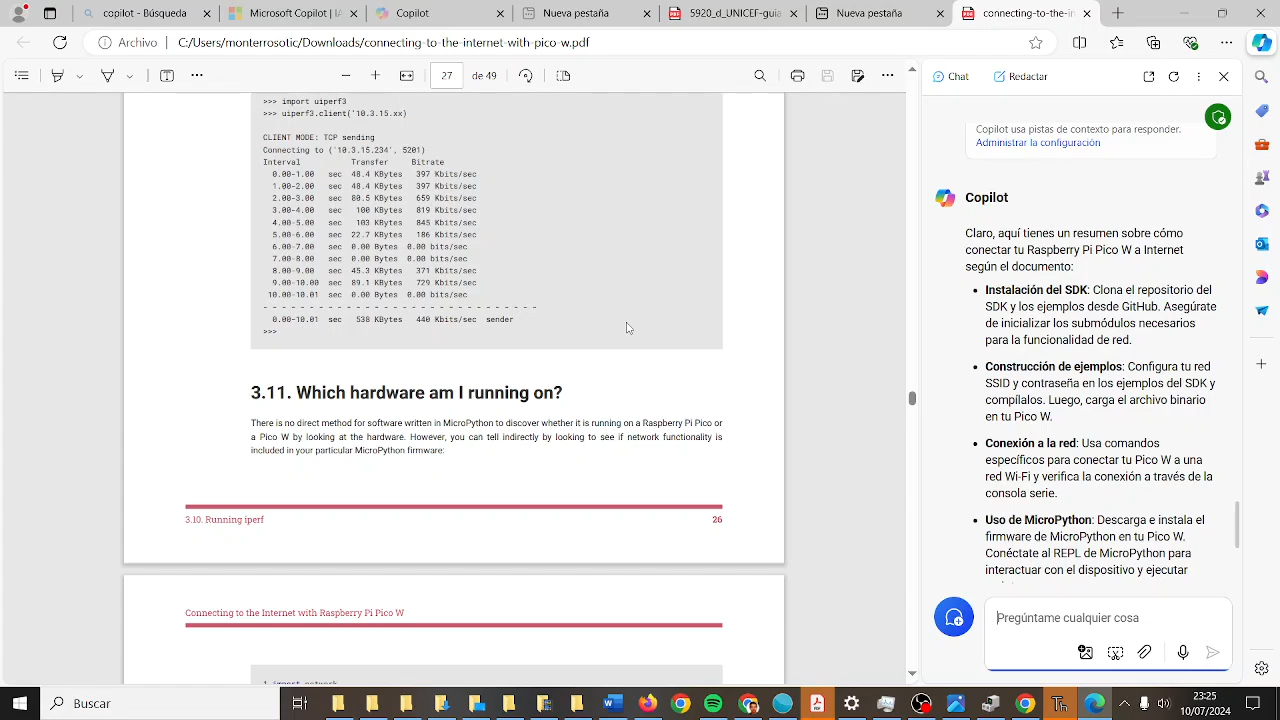 copilot - Búsqueda
Microsoft Copilot | IA
Copilot
Nueva pestaña
5920_d_UNICEF-guia
Nueva pestaña
connecting-to-the-in
Archivo
C:/Users/monterrosotic/Downloads/connecting-to-the-internet-with-pico w.pdf
27 de 49
>>> import uiperf3
>>> uiperf3.client('10.3.15.xx)
CLIENT MODE: TCP sending
Connecting to ('10.3.15.234', 5201)
Interval Transfer Bitrate
0.00-1.00 sec 48.4 KBytes 397 Kbits/sec
1.00-2.00 sec 48.4 KBytes 397 Kbits/sec
2.00-3.00 sec 80.5 KBytes 659 Kbits/sec
3.00-4.00 sec 100 KBytes 819 Kbits/sec
4.00-5.00 sec 103 KBytes 845 Kbits/sec
5.00-6.00 sec 22.7 KBytes 186 Kbits/sec
6.00-7.00 sec 0.00 Bytes 0.00 bits/sec
7.00-8.00 sec 0.00 Bytes 0.00 bits/sec
8.00-9.00 sec 45.3 KBytes 371 Kbits/sec
9.00-10.00 sec 89.1 KBytes 729 Kbits/sec
10.00-10.01 sec 0.00 Bytes 0.00 bits/sec
- - - - - - - - - - - - - - - - - - - - - - - -
0.00-10.01 sec 538 KBytes 440 Kbits/sec sender
>>>
3.11. Which hardware am I running on?
There is no direct method for software written in MicroPython to discover whether it is running on a Raspberry Pi Pico or
a Pico W by looking at the hardware. However, you can tell indirectly by looking to see if network functionality is
included in your particular MicroPython firmware:
3.10. Running iperf 26
Connecting to the Internet with Raspberry Pi Pico W
1 import network
Chat
Redactar
Copilot usa pistas de contexto para responder.
Administrar la configuración
Copilot
Claro, aquí tienes un resumen sobre cómo
conectar tu Raspberry Pi Pico W a Internet
según el documento:
• Instalación del SDK: Clona el repositorio del
SDK y los ejemplos desde GitHub. Asegúrate
de inicializar los submódulos necesarios
para la funcionalidad de red.
• Construcción de ejemplos: Configura tu red
SSID y contraseña en los ejemplos del SDK y
compílalos. Luego, carga el archivo binario
en tu Pico W.
• Conexión a la red: Usa comandos
específicos para conectar tu Pico W a una
red Wi-Fi y verifica la conexión a través de la
consola serie.
• Uso de MicroPython: Descarga e instala el
firmware de MicroPython en tu Pico W.
Conéctate al REPL de MicroPython para
interactuar con el dispositivo y ejecutar
Pregúntame cualquier cosa
Buscar
23:25
10/07/2024